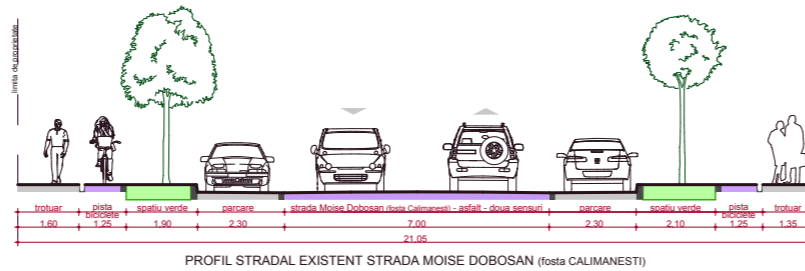 limita de proprietate
trotuar pista biciclete spatiu verde parcare strada Moise Dobosan (fosta Calimanesti) - asfalt - doua sensuri parcare spatiu verde pista biciclete trotuar
1.60 1.25 1.90 2.30 7.00 2.30 2.10 1.25 1.35
21.05
PROFIL STRADAL EXISTENT STRADA MOISE DOBOSAN (fosta CALIMANESTI)